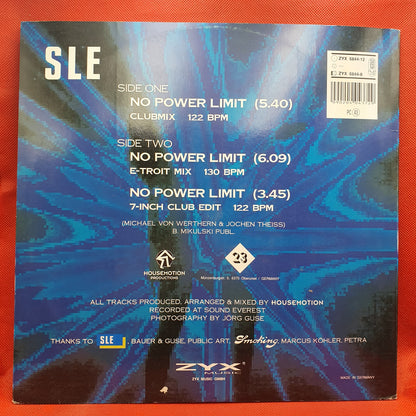 SLE
ZYX 6844-12
ZYX 6844-8
SIDE ONE
NO POWER LIMIT (5.40)
CLUBMIX 122 BPM
SIDE TWO
NO POWER LIMIT (6.09)
E-TROIT MIX 130 BPM
NO POWER LIMIT (3.45)
7-INCH CLUB EDIT 122 BPM
(MICHAEL VON WERTHERN & JOCHEN THEISS)
B. MIKULSKI PUBL.
23
HOUSEMOTION
PRODUCTIONS
ALL TRACKS PRODUCED, ARRANGED & MIXED BY HOUSEMOTION
RECORDED AT SOUND EVEREST
PHOTOGRAPHY BY JÖRG GUSE
THANKS TO SLE, BAUER & GUSE, PUBLIC ART, Smoking, MARCUS KÖHLER, PETRA
ZYX
MUSIC
ZYX MUSIC GMBH
MADE IN GERMANY